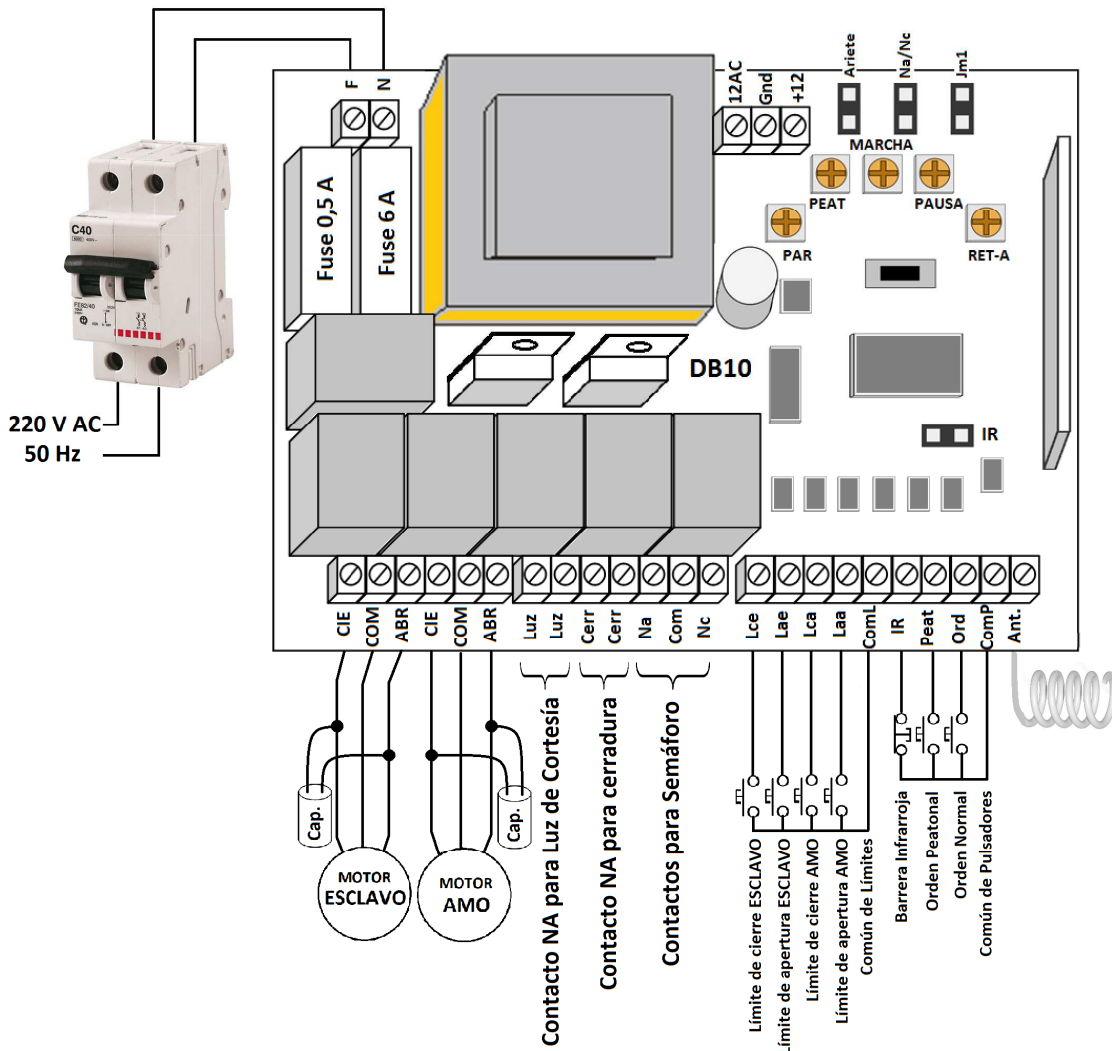 F
N
12AC
Gnd
+12
Ariete
Na/Nc
Jm1
MARCHA
PEAT
PAUSA
PAR
RET-A
Fuse 0,5 A
Fuse 6 A
C40
FE82/40
220 V AC
50 Hz
DB10
IR
CIE
COM
ABR
CIE
COM
ABR
Luz
Luz
Cerr
Cerr
Na
Com
Nc
Lce
Lae
Lca
Laa
ComL
IR
Peat
Ord
ComP
Ant.
Cap.
Cap.
MOTOR
ESCLAVO
MOTOR
AMO
Contacto NA para Luz de Cortesía
Contacto NA para cerradura
Contactos para Semáforo
Límite de cierre ESCLAVO
Límite de apertura ESCLAVO
Límite de cierre AMO
Límite de apertura AMO
Común de Límites
Barrera Infrarroja
Orden Peatonal
Orden Normal
Común de Pulsadores